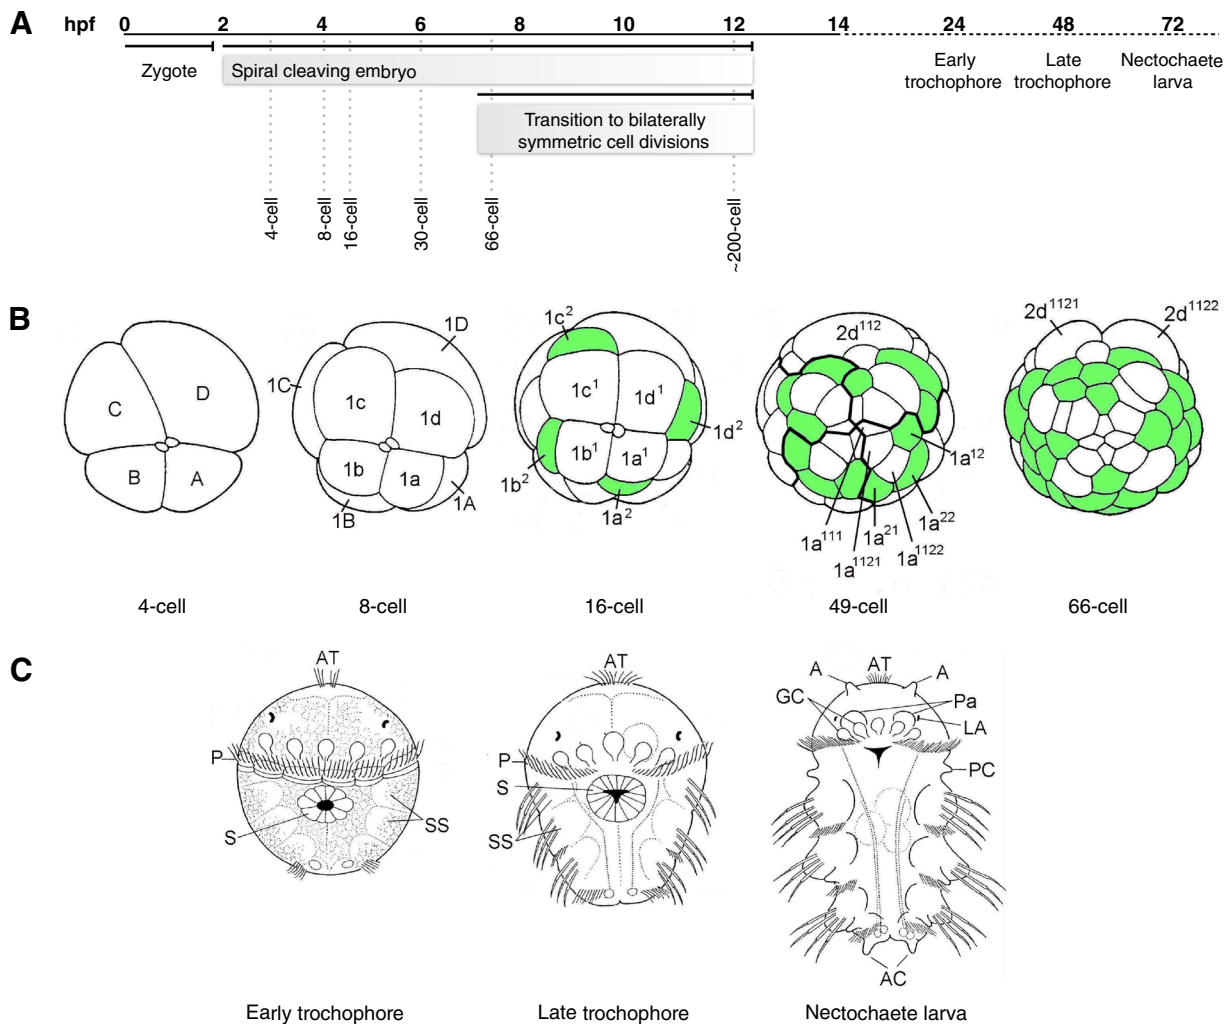 A
hpf 0 2 4 6 8 10 12 14 24 48 72
Zygote
Spiral cleaving embryo
Early trochophore
Late trochophore
Nectochaete larva
Transition to bilaterally
symmetric cell divisions
4-cell
8-cell
16-cell
30-cell
66-cell
~200-cell
B
C D
B A
1D
1C
1c
1d
1b
1a
1B
1A
1c²
1c¹
1d¹
1d²
1b²
1b¹
1a¹
1a²
2d¹¹²
1a¹²
1a²²
1a¹¹¹
1a²¹
1a¹¹²¹
1a¹¹²²
2d¹¹²¹
2d¹¹²²
4-cell 8-cell 16-cell 49-cell 66-cell
C
AT
P
S
SS
AT
P
S
SS
A AT A
GC
Pa
LA
PC
AC
Early trochophore Late trochophore Nectochaete larva